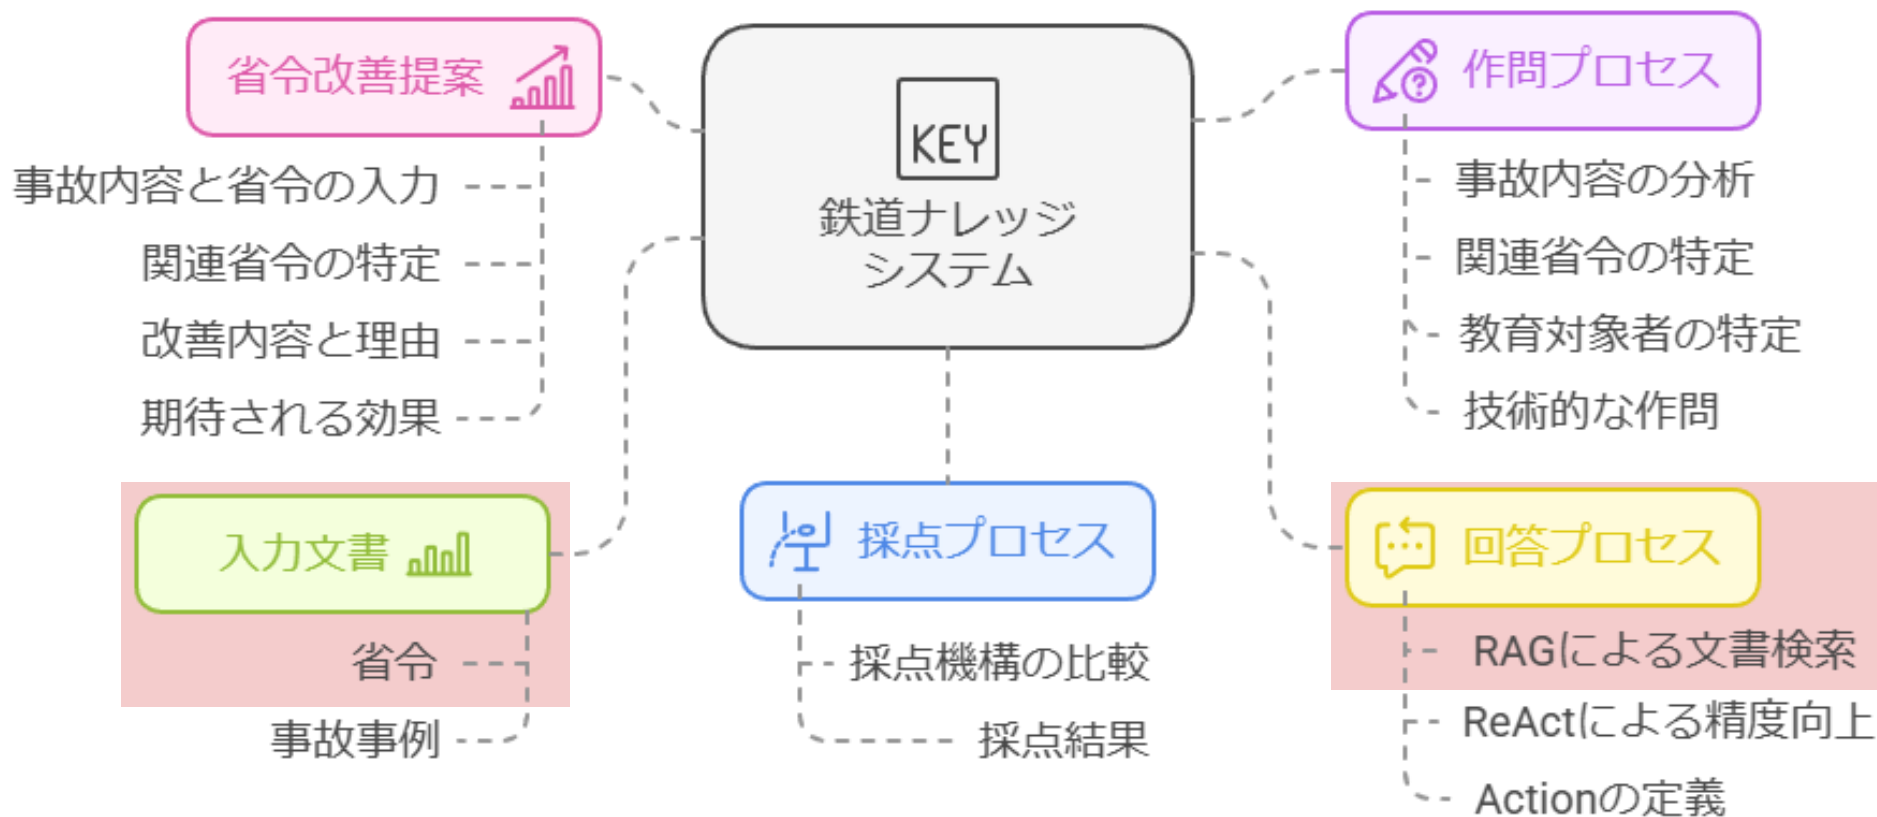 省令改善提案
事故内容と省令の入力
関連省令の特定
改善内容と理由
期待される効果
入力文書
省令
事故事例
KEY
鉄道ナレッジ
システム
採点プロセス
採点機構の比較
採点結果
作問プロセス
事故内容の分析
関連省令の特定
教育対象者の特定
技術的な作問
回答プロセス
RAGによる文書検索
ReActによる精度向上
Actionの定義